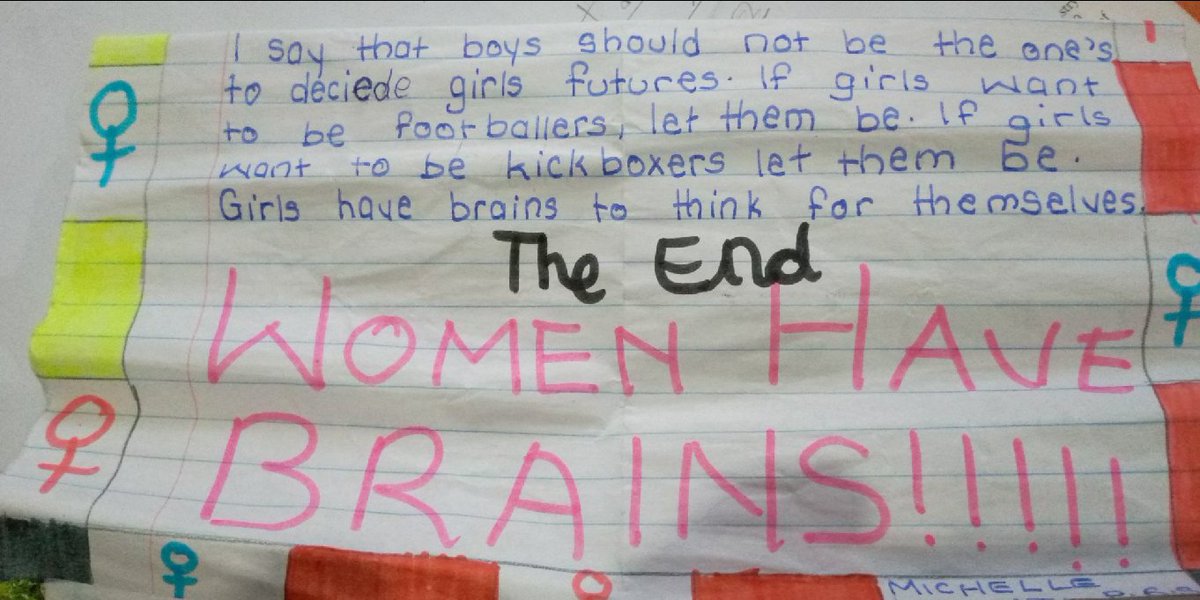 I say that boys should not be the one's
to deciede girls futures. If girls want
to be footballers, let them be. If girls
want to be kickboxers let them be.
Girls have brains to think for themselves.
The End
WOMEN HAVE
BRAINS!!!!!
MICHELLE